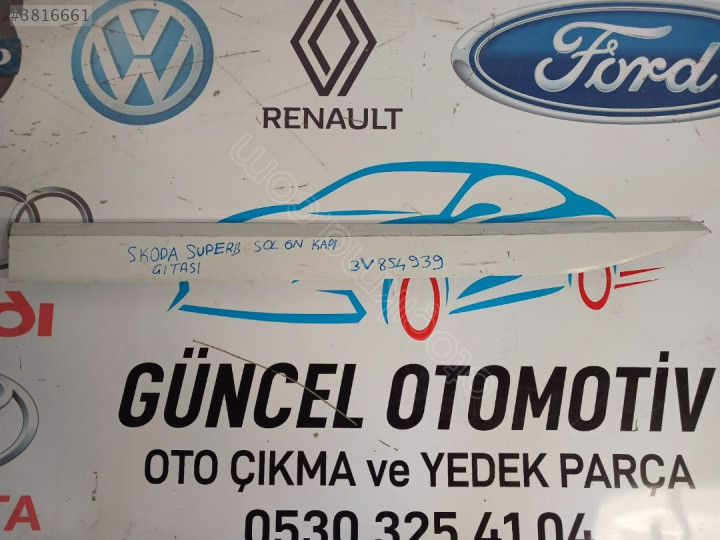 #3816661
Ford
RENAULT
SKODA SUPERB SOL ÖN KAPI
GITASI
3V854939
GÜNCEL OTOMOTİV
OTO ÇIKMA ve YEDEK PARÇA
0530 325 41 04